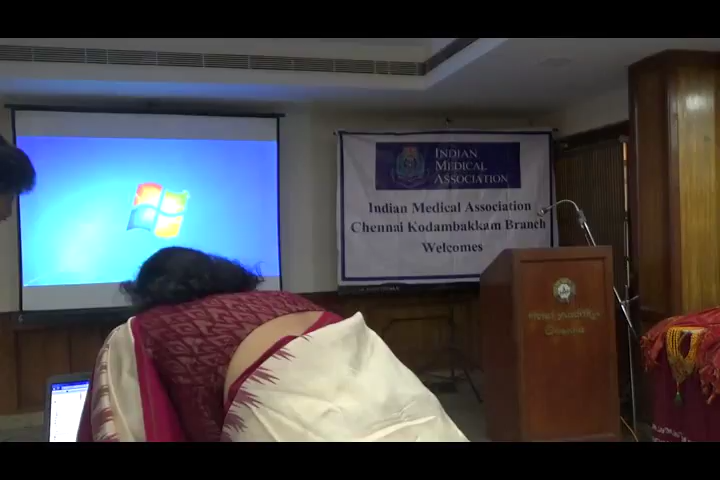 INDIAN
MEDICAL
ASSOCIATION
Indian Medical Association
Chennai Kodambakkam Branch
Welcomes